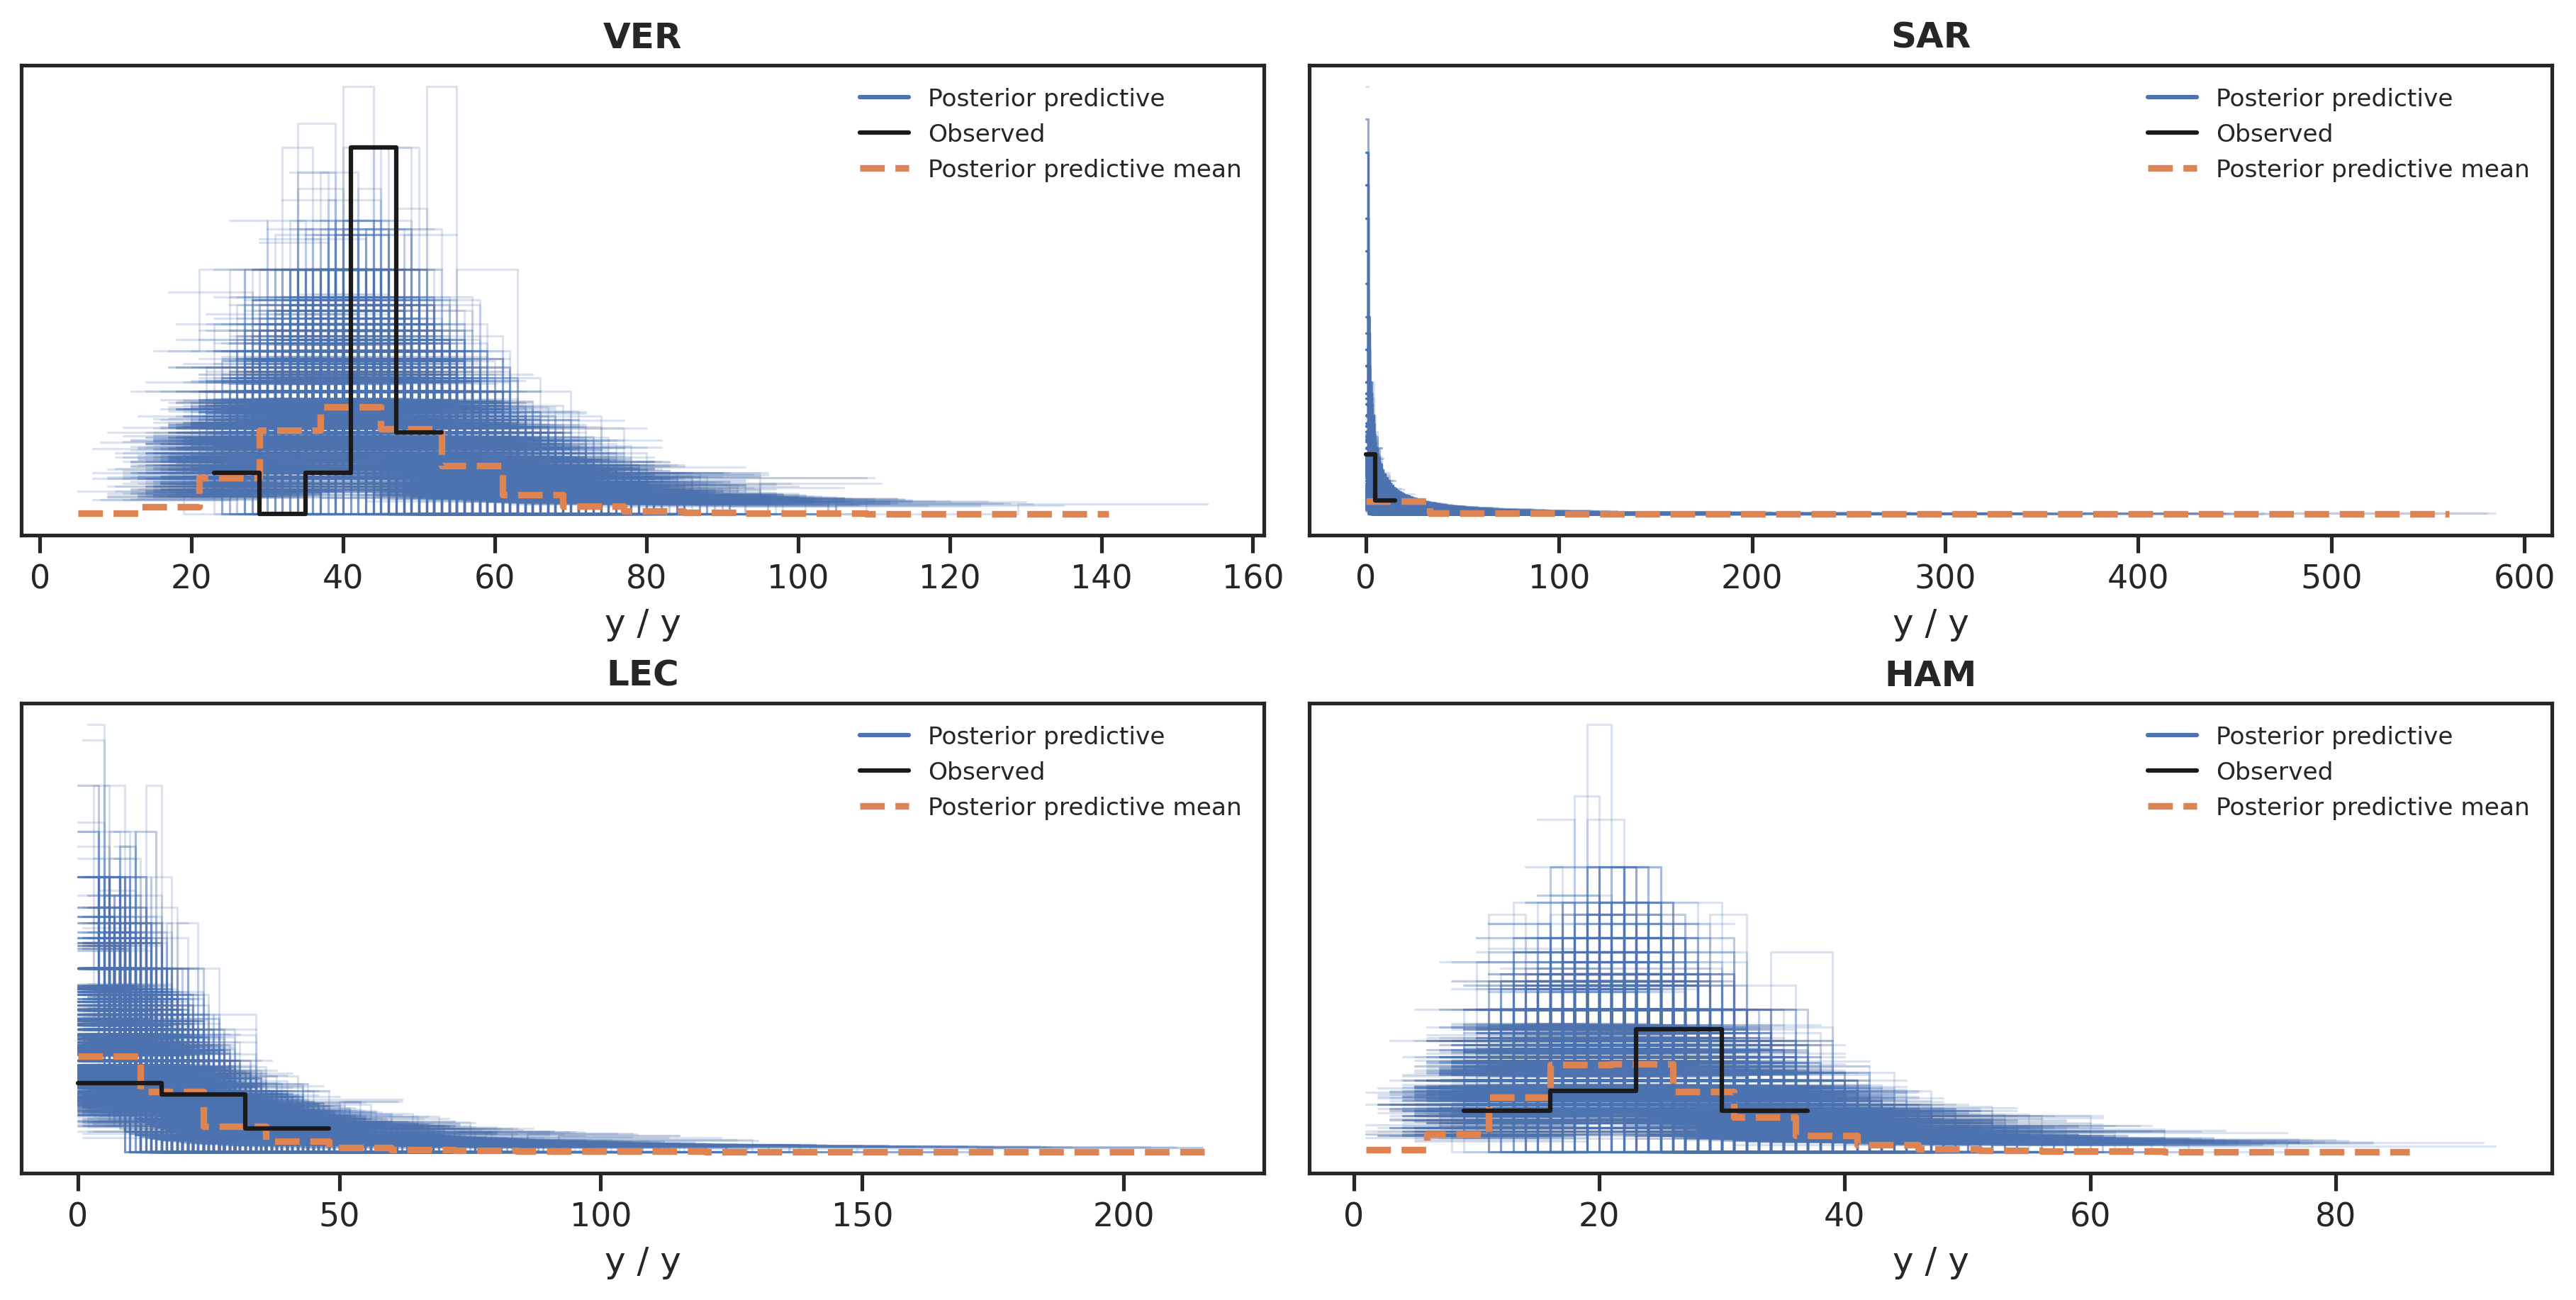 VER
Posterior predictive
Observed
Posterior predictive mean
0 20 40 60 80 100 120 140 160
y / y
SAR
Posterior predictive
Observed
Posterior predictive mean
0 100 200 300 400 500 600
y / y
LEC
Posterior predictive
Observed
Posterior predictive mean
0 50 100 150 200
y / y
HAM
Posterior predictive
Observed
Posterior predictive mean
0 20 40 60 80
y / y